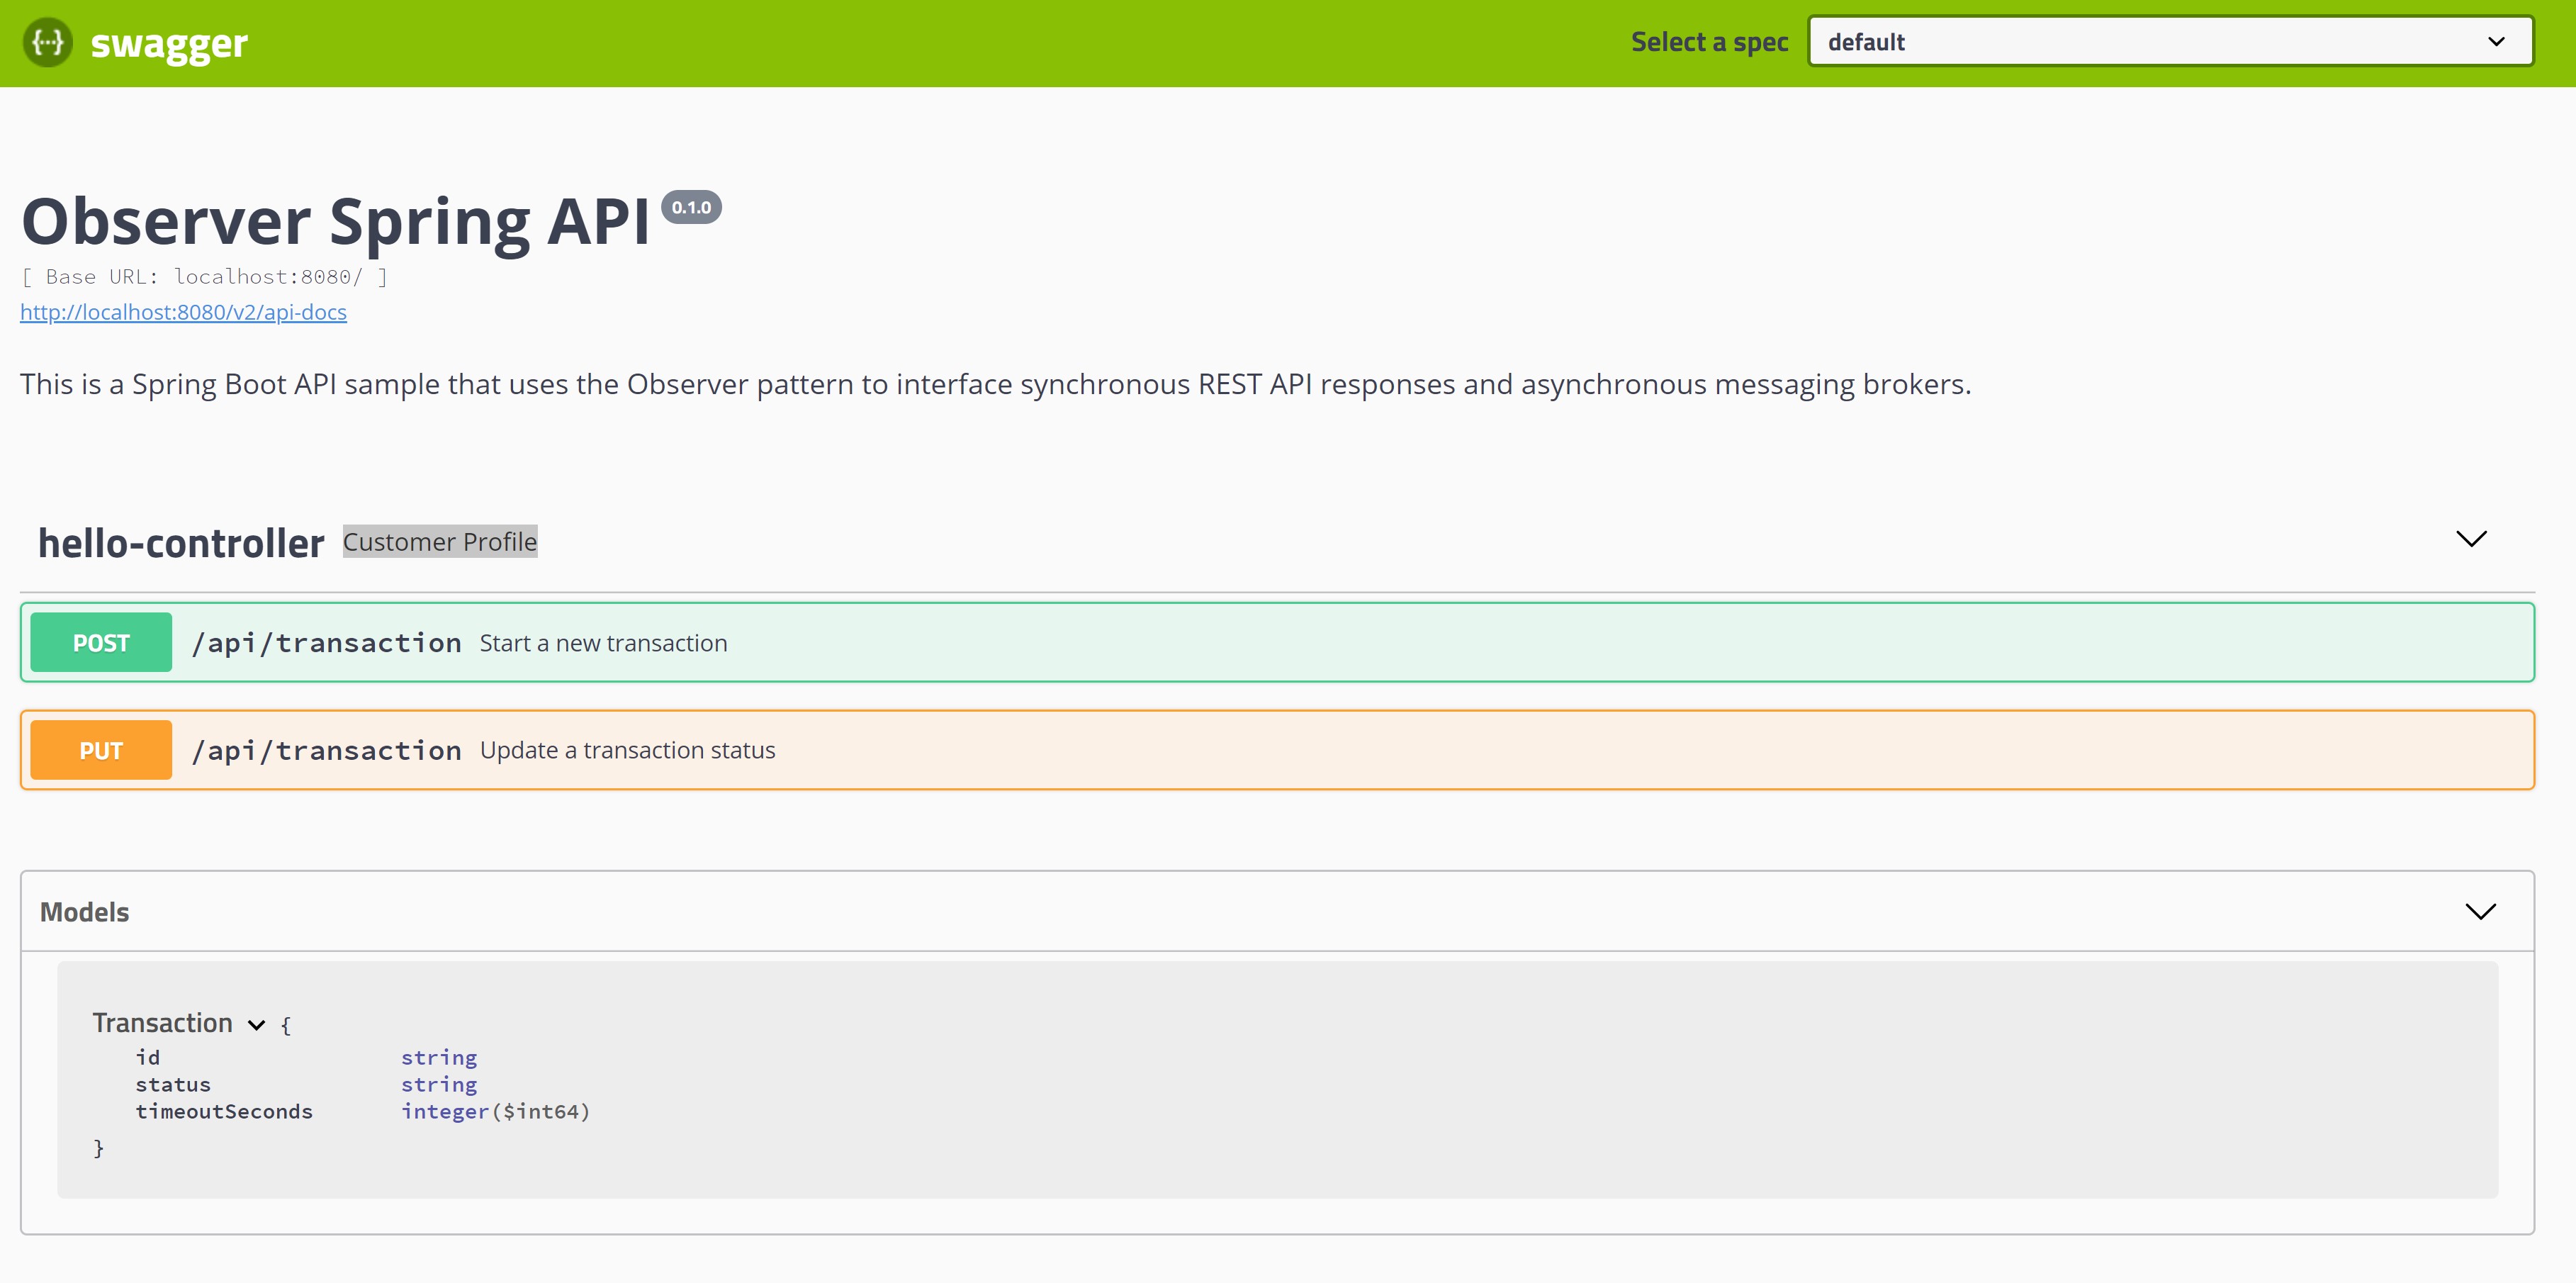 {...} swagger Select a spec default
Observer Spring API 0.1.0
[ Base URL: localhost:8080/ ]
http://localhost:8080/v2/api-docs
This is a Spring Boot API sample that uses the Observer pattern to interface synchronous REST API responses and asynchronous messaging brokers.
hello-controller Customer Profile
POST /api/transaction Start a new transaction
PUT /api/transaction Update a transaction status
Models
Transaction {
id string
status string
timeoutSeconds integer($int64)
}